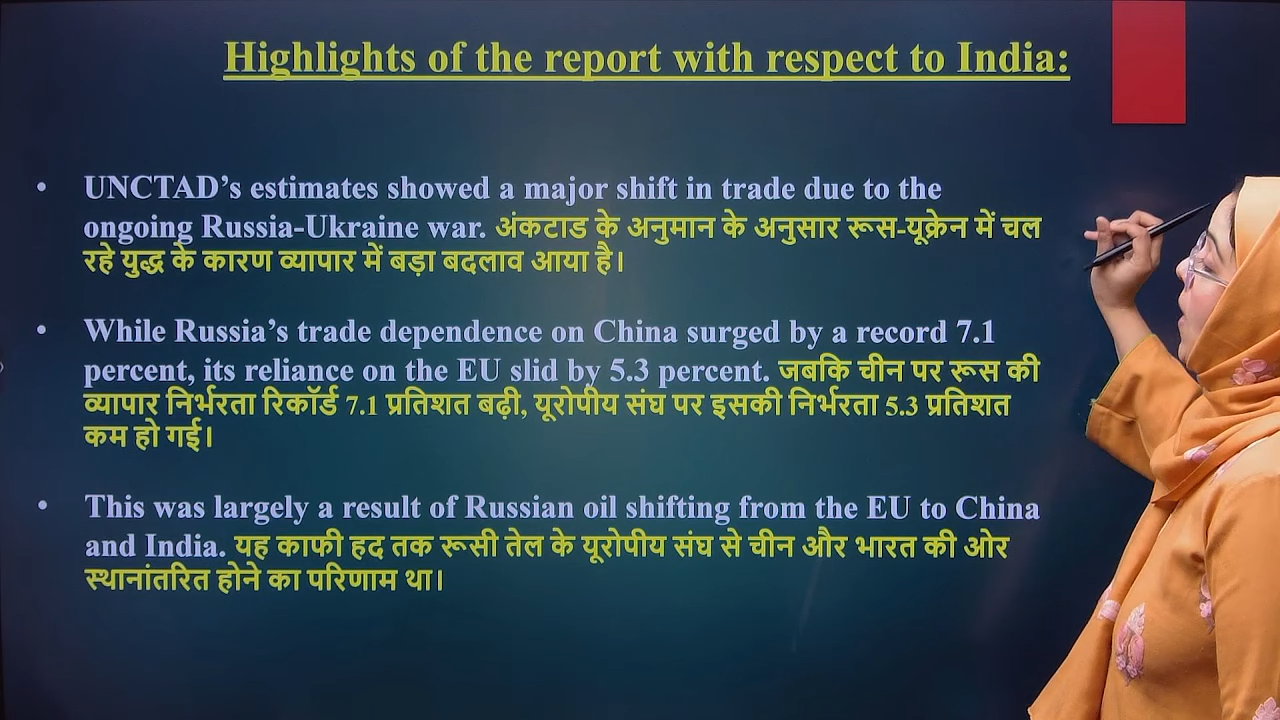 Highlights of the report with respect to India:
• UNCTAD’s estimates showed a major shift in trade due to the
ongoing Russia-Ukraine war. अंकटाड के अनुमान के अनुसार रूस-यूक्रेन में चल
रहे युद्ध के कारण व्यापार में बड़ा बदलाव आया है।
• While Russia’s trade dependence on China surged by a record 7.1
percent, its reliance on the EU slid by 5.3 percent. जबकि चीन पर रूस की
व्यापार निर्भरता रिकॉर्ड 7.1 प्रतिशत बढ़ी, यूरोपीय संघ पर इसकी निर्भरता 5.3 प्रतिशत
कम हो गई।
• This was largely a result of Russian oil shifting from the EU to China
and India. यह काफी हद तक रूसी तेल के यूरोपीय संघ से चीन और भारत की ओर
स्थानांतरित होने का परिणाम था।